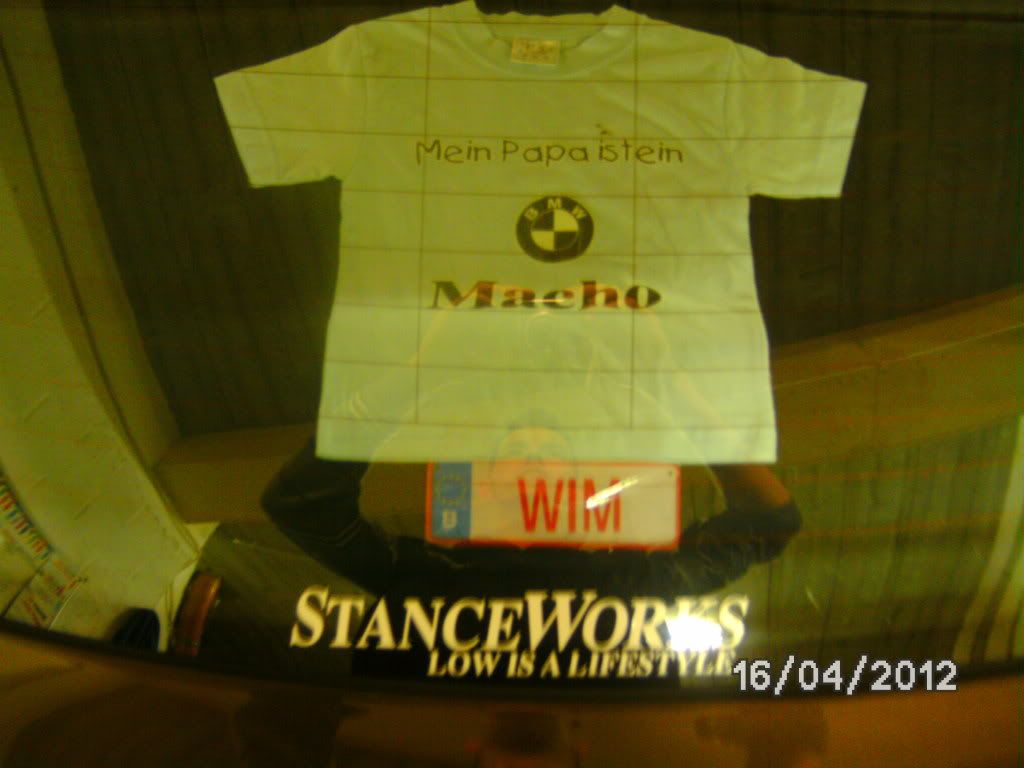 Mein Papa ist ein
BMW
Macho
WIM
STANCEWORKS
LOW IS A LIFESTYLE
16/04/2012